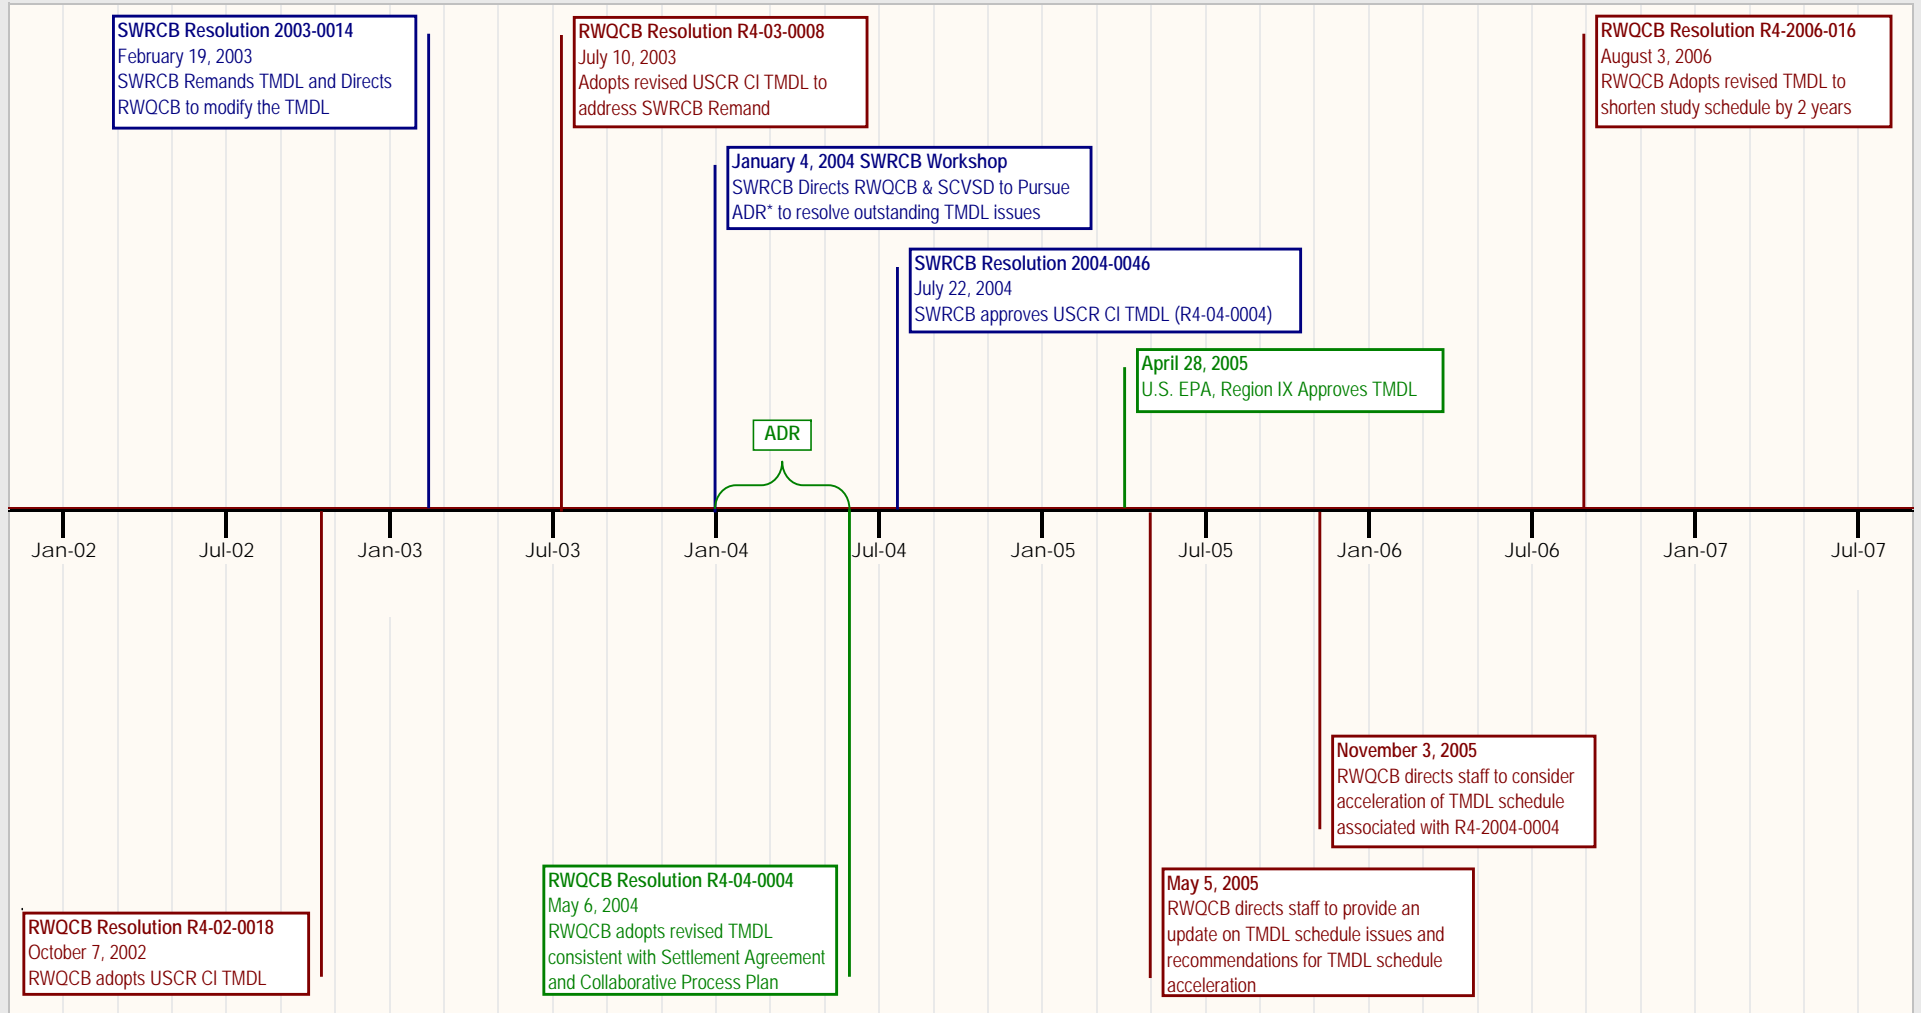 SWRCB Resolution 2003-0014
February 19, 2003
SWRCB Remands TMDL and Directs
RWQCB to modify the TMDL
RWQCB Resolution R4-03-0008
July 10, 2003
Adopts revised USCR Cl TMDL to
address SWRCB Remand
RWQCB Resolution R4-2006-016
August 3, 2006
RWQCB Adopts revised TMDL to
shorten study schedule by 2 years
January 4, 2004 SWRCB Workshop
SWRCB Directs RWQCB & SCVSD to Pursue
ADR* to resolve outstanding TMDL issues
SWRCB Resolution 2004-0046
July 22, 2004
SWRCB approves USCR Cl TMDL (R4-04-0004)
April 28, 2005
U.S. EPA, Region IX Approves TMDL
ADR
Jan-02
Jul-02
Jan-03
Jul-03
Jan-04
Jul-04
Jan-05
Jul-05
Jan-06
Jul-06
Jan-07
Jul-07
November 3, 2005
RWQCB directs staff to consider
acceleration of TMDL schedule
associated with R4-2004-0004
RWQCB Resolution R4-04-0004
May 6, 2004
RWQCB adopts revised TMDL
consistent with Settlement Agreement
and Collaborative Process Plan
May 5, 2005
RWQCB directs staff to provide an
update on TMDL schedule issues and
recommendations for TMDL schedule
acceleration
RWQCB Resolution R4-02-0018
October 7, 2002
RWQCB adopts USCR Cl TMDL